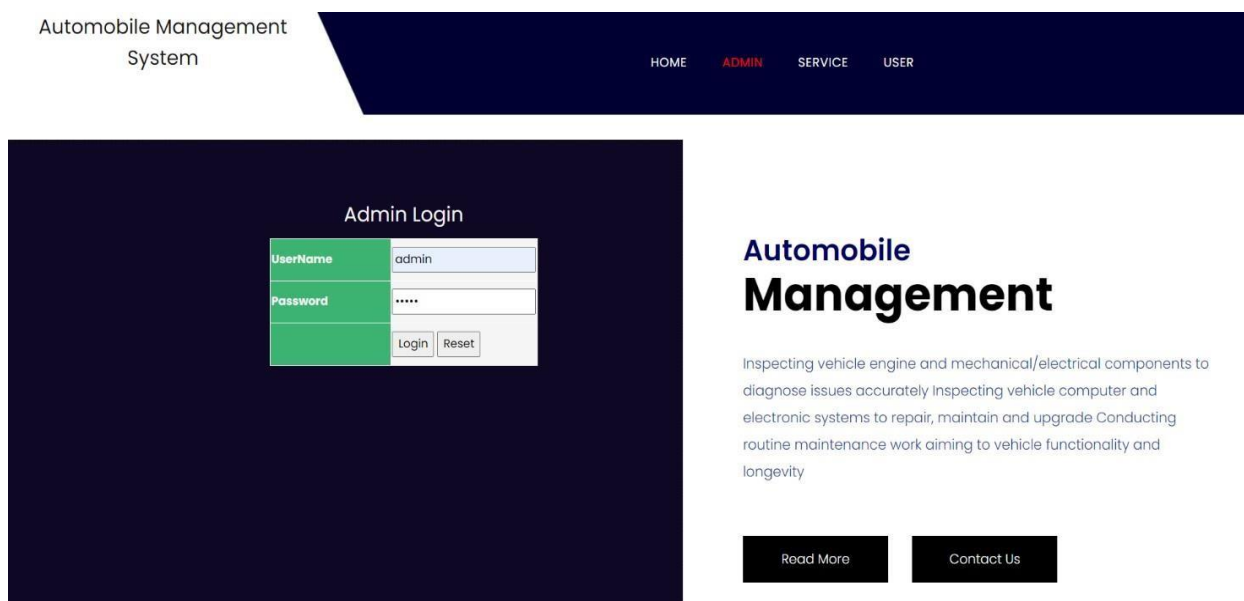 Automobile Management
System
HOME ADMIN SERVICE USER
Admin Login
UserName admin
Password •••••
Login Reset
Automobile
Management
Inspecting vehicle engine and mechanical/electrical components to
diagnose issues accurately Inspecting vehicle computer and
electronic systems to repair, maintain and upgrade Conducting
routine maintenance work aiming to vehicle functionality and
longevity
Read More Contact Us